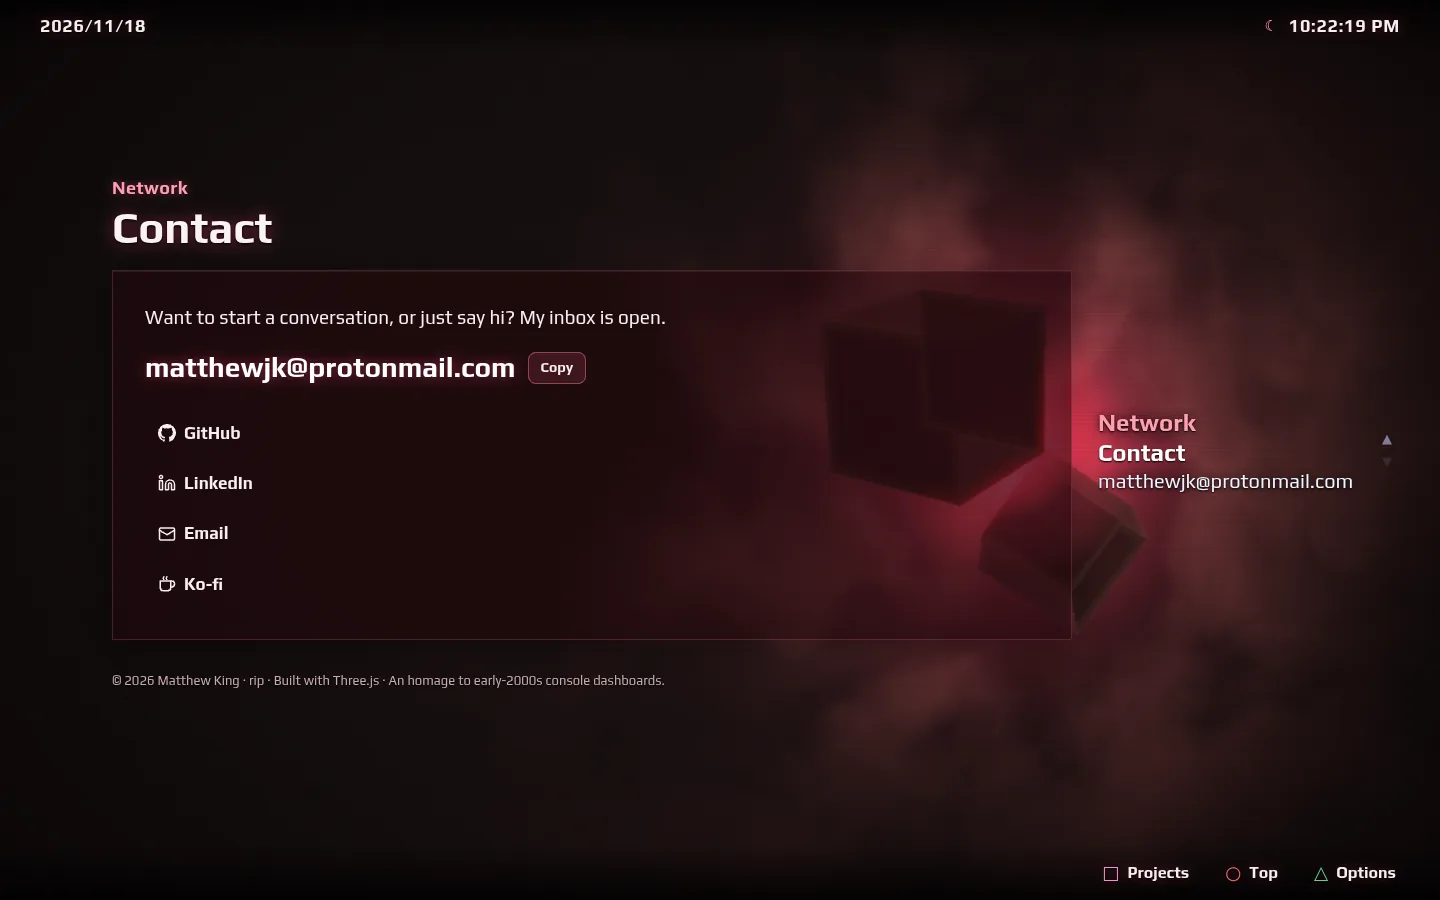 2026/11/18
☾ 10:22:19 PM
Network
Contact
Want to start a conversation, or just say hi? My inbox is open.
matthewjk@protonmail.com Copy
GitHub
LinkedIn
Email
Ko-fi
Network
Contact
matthewjk@protonmail.com
© 2026 Matthew King · rip · Built with Three.js · An homage to early-2000s console dashboards.
□ Projects ○ Top △ Options